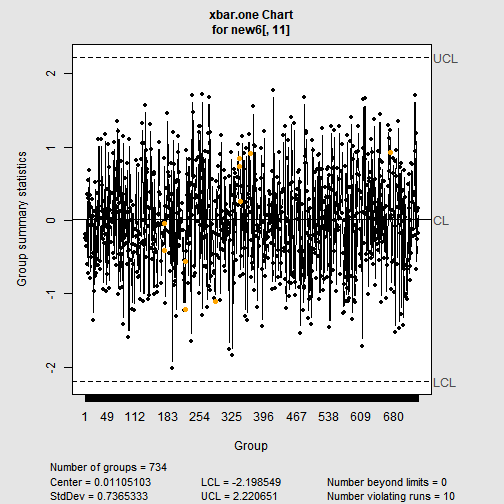 xbar.one Chart
for new6[, 11]
UCL
2
1
0
CL
-1
-2
LCL
Group summary statistics
1 49 112 183 254 325 396 467 538 609 680
Group
Number of groups = 734
Center = 0.01105103 LCL = -2.198549 Number beyond limits = 0
StdDev = 0.7365333 UCL = 2.220651 Number violating runs = 10